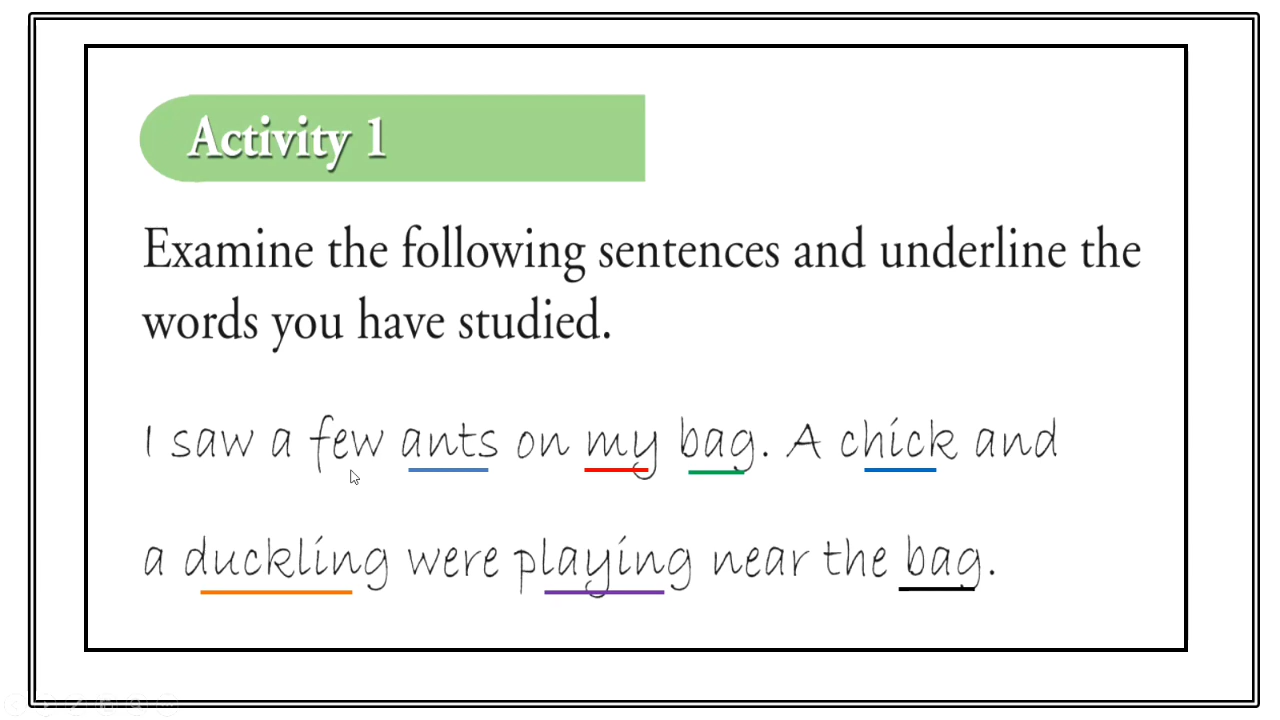 Activity 1
Examine the following sentences and underline the
words you have studied.
I saw a few ants on my bag. A chick and
a duckling were playing near the bag.